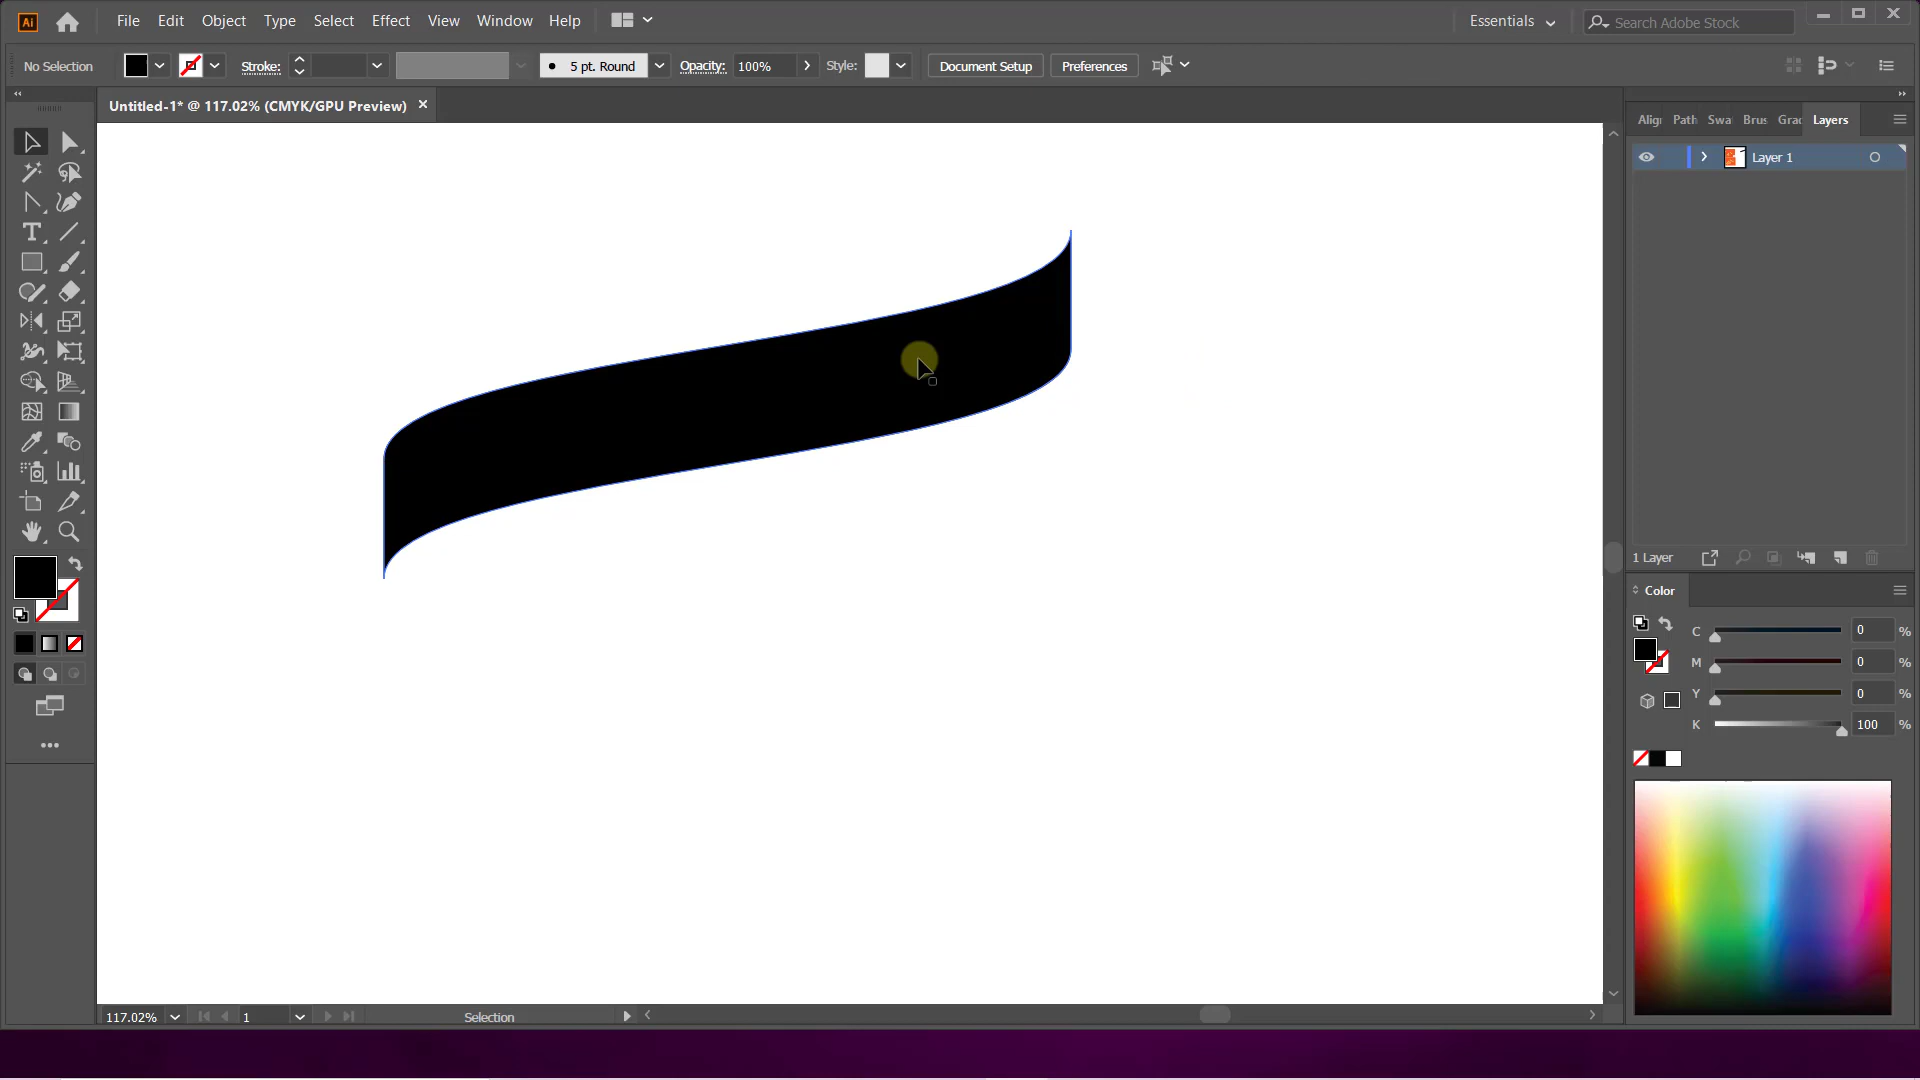 Ai File Edit Object Type Select Effect View Window Help Essentials Search Adobe Stock
No Selection Stroke: 5 pt. Round Opacity: 100% Style: Document Setup Preferences
Untitled-1* @ 117.02% (CMYK/GPU Preview)
Aligı Path Swa Brus Grac Layers
Layer 1
1 Layer
Color
C 0 %
M 0 %
Y 0 %
K 100 %
117.02% 1 Selection